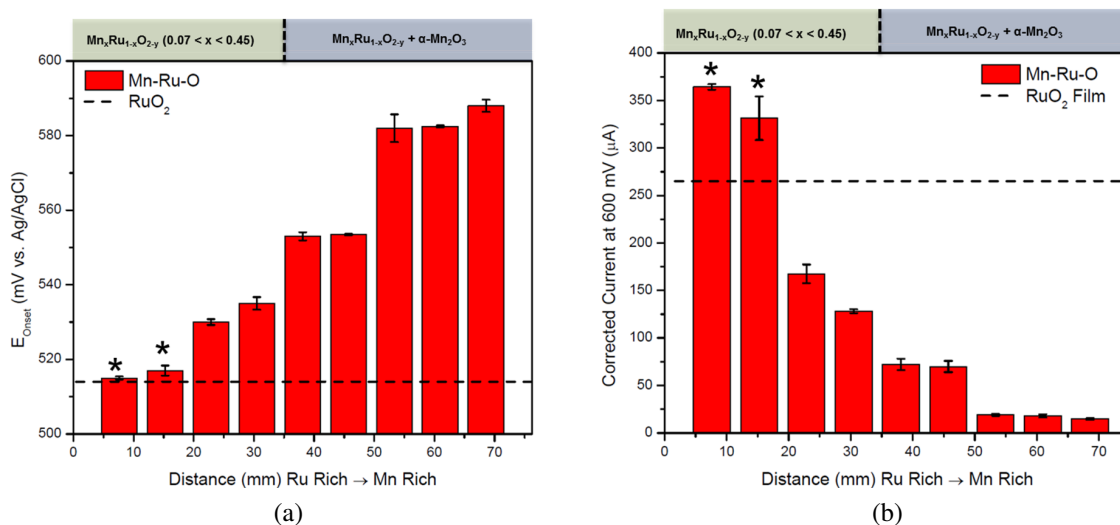 MnₓRu₁₋ₓO₂₋ᵧ (0.07 < x < 0.45)
MnₓRu₁₋ₓO₂₋ᵧ + α-Mn₂O₃
600
580
560
540
520
500
E_Onset (mV vs. Ag/AgCl)
Mn-Ru-O
RuO₂
*
*
0
10
20
30
40
50
60
70
Distance (mm) Ru Rich → Mn Rich
(a)
MnₓRu₁₋ₓO₂₋ᵧ (0.07 < x < 0.45)
MnₓRu₁₋ₓO₂₋ᵧ + α-Mn₂O₃
400
350
300
250
200
150
100
50
0
Corrected Current at 600 mV (µA)
Mn-Ru-O
RuO₂ Film
*
*
0
10
20
30
40
50
60
70
Distance (mm) Ru Rich → Mn Rich
(b)